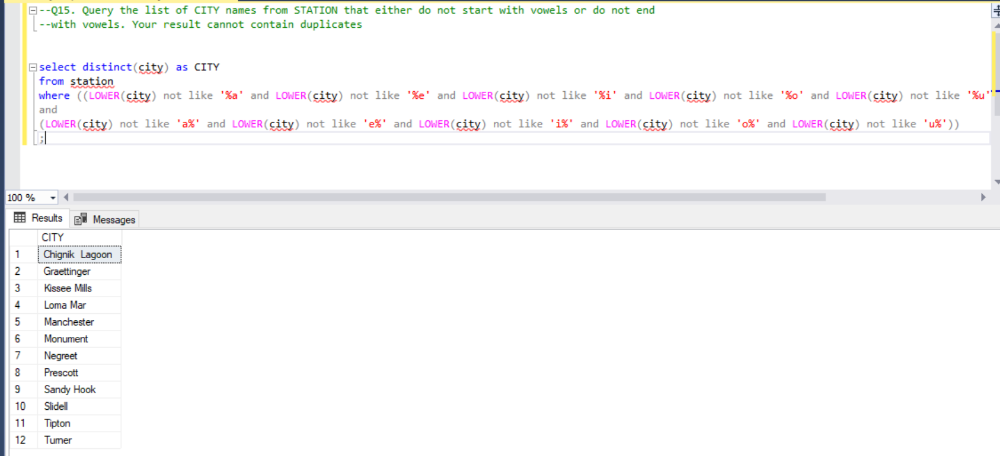 --Q15. Query the list of CITY names from STATION that either do not start with vowels or do not end
--with vowels. Your result cannot contain duplicates
select distinct(city) as CITY
from station
where ((LOWER(city) not like '%a' and LOWER(city) not like '%e' and LOWER(city) not like '%i' and LOWER(city) not like '%o' and LOWER(city) not like '%u'
and
(LOWER(city) not like 'a%' and LOWER(city) not like 'e%' and LOWER(city) not like 'i%' and LOWER(city) not like 'o%' and LOWER(city) not like 'u%'))
;
100 %
Results Messages
CITY
1 Chignik Lagoon
2 Graettinger
3 Kissee Mills
4 Loma Mar
5 Manchester
6 Monument
7 Negreet
8 Prescott
9 Sandy Hook
10 Slidell
11 Tipton
12 Turner